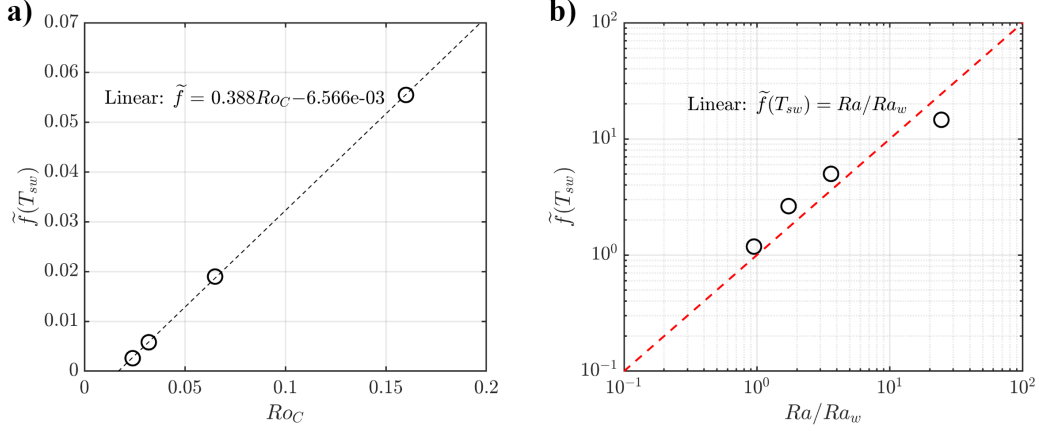 a)
0.07
0.06
0.05
0.04
0.03
0.02
0.01
0
Linear: f̃ = 0.388Ro_C−6.566e-03
f̃(T_sw)
0 0.05 0.1 0.15 0.2
Ro_C
b)
10^2
10^1
10^0
10^−1
Linear: f̃(T_sw) = Ra/Ra_w
f̃(T_sw)
10^−1 10^0 10^1 10^2
Ra/Ra_w